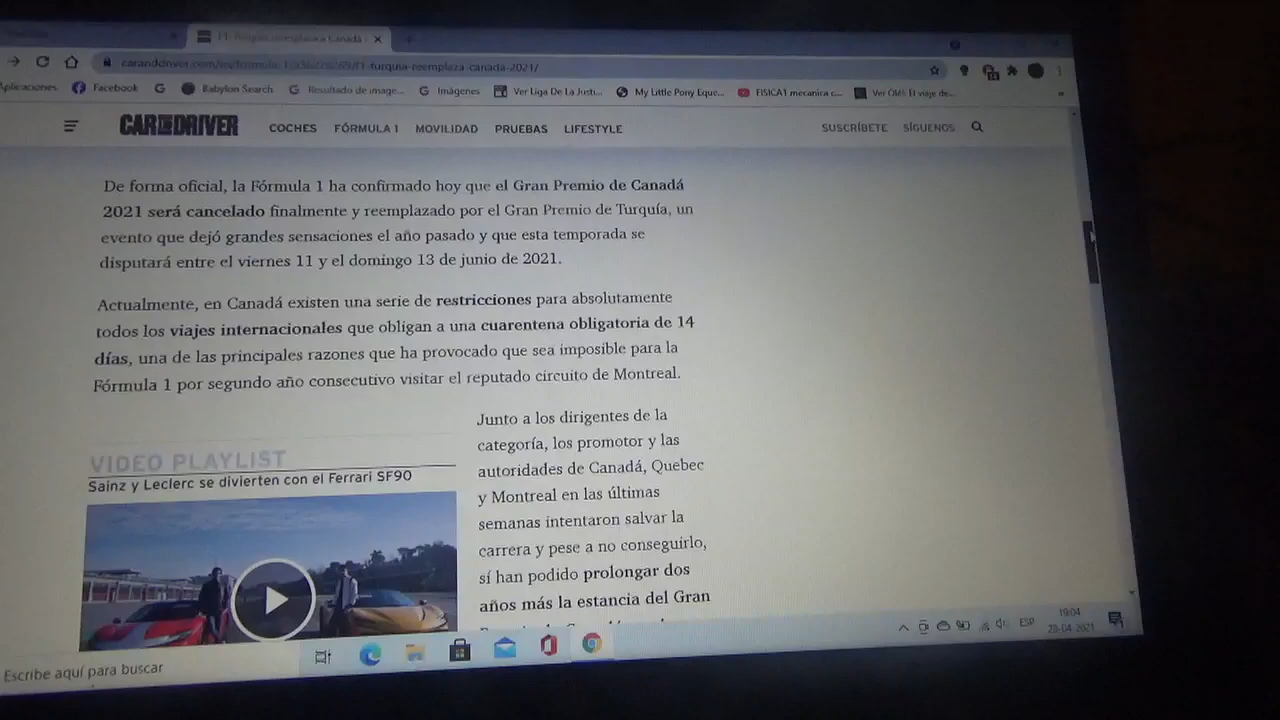 F1: Turquía reemplaza a Canadá
caranddriver.com/es/formula-1/
f1-turquia-reemplaza-canada-2021/
Aplicaciones
Facebook
Babylon Search
Resultado de image...
Imágenes
Ver Liga De La Justi...
My Little Pony Eque...
FISICA1 mecanica c...
Ver Olé! El viaje de...
CAR AND DRIVER
COCHES FÓRMULA 1 MOVILIDAD PRUEBAS LIFESTYLE
SUSCRÍBETE SÍGUENOS
De forma oficial, la Fórmula 1 ha confirmado hoy que el Gran Premio de Canadá
2021 será cancelado finalmente y reemplazado por el Gran Premio de Turquía, un
evento que dejó grandes sensaciones el año pasado y que esta temporada se
disputará entre el viernes 11 y el domingo 13 de junio de 2021.
Actualmente, en Canadá existen una serie de restricciones para absolutamente
todos los viajes internacionales que obligan a una cuarentena obligatoria de 14
días, una de las principales razones que ha provocado que sea imposible para la
Fórmula 1 por segundo año consecutivo visitar el reputado circuito de Montreal.
VIDEO PLAYLIST
Sainz y Leclerc se divierten con el Ferrari SF90
Junto a los dirigentes de la
categoría, los promotor y las
autoridades de Canadá, Quebec
y Montreal en las últimas
semanas intentaron salvar la
carrera y pese a no conseguirlo,
sí han podido prolongar dos
años más la estancia del Gran
Escribe aquí para buscar
ESP
19:04
28-04-2021